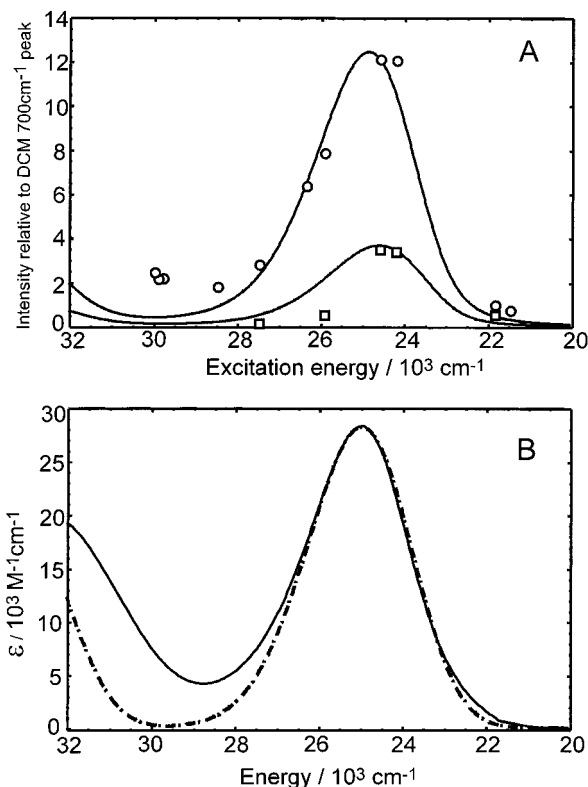 14
12
10
8
6
4
2
0
A
Intensity relative to DCM 700cm-1 peak
32 30 28 26 24 22 20
Excitation energy / 10³ cm-1
30
25
20
15
10
5
0
B
ε / 10³ M-1cm-1
32 30 28 26 24 22 20
Energy / 10³ cm-1